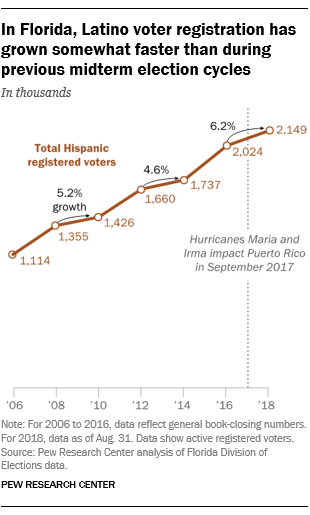 In Florida, Latino voter registration has
grown somewhat faster than during
previous midterm election cycles
In thousands
6.2%
2,149
Total Hispanic
registered voters
2,024
4.6%
1,737
5.2%
growth
1,660
1,426
1,355
Hurricanes Maria and
Irma impact Puerto Rico
in September 2017
1,114
'06 '08 '10 '12 '14 '16 '18
Note: For 2006 to 2016, data reflect general book-closing numbers.
For 2018, data as of Aug. 31. Data show active registered voters.
Source: Pew Research Center analysis of Florida Division of
Elections data.
PEW RESEARCH CENTER